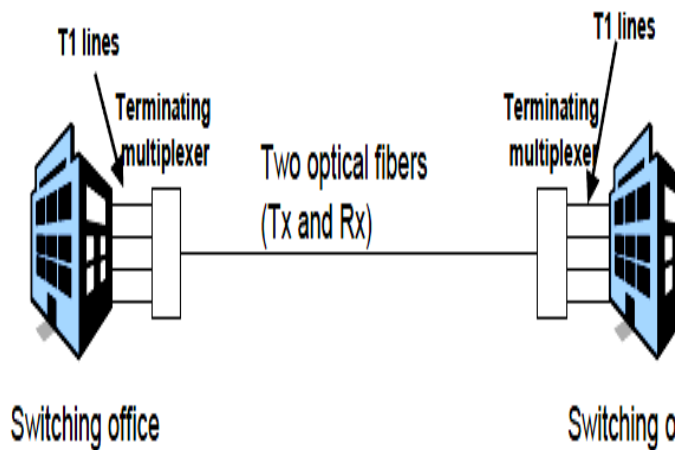 T1 lines
T1 lines
Terminating
multiplexer
Terminating
multiplexer
Two optical fibers
(Tx and Rx)
Switching office
Switching o